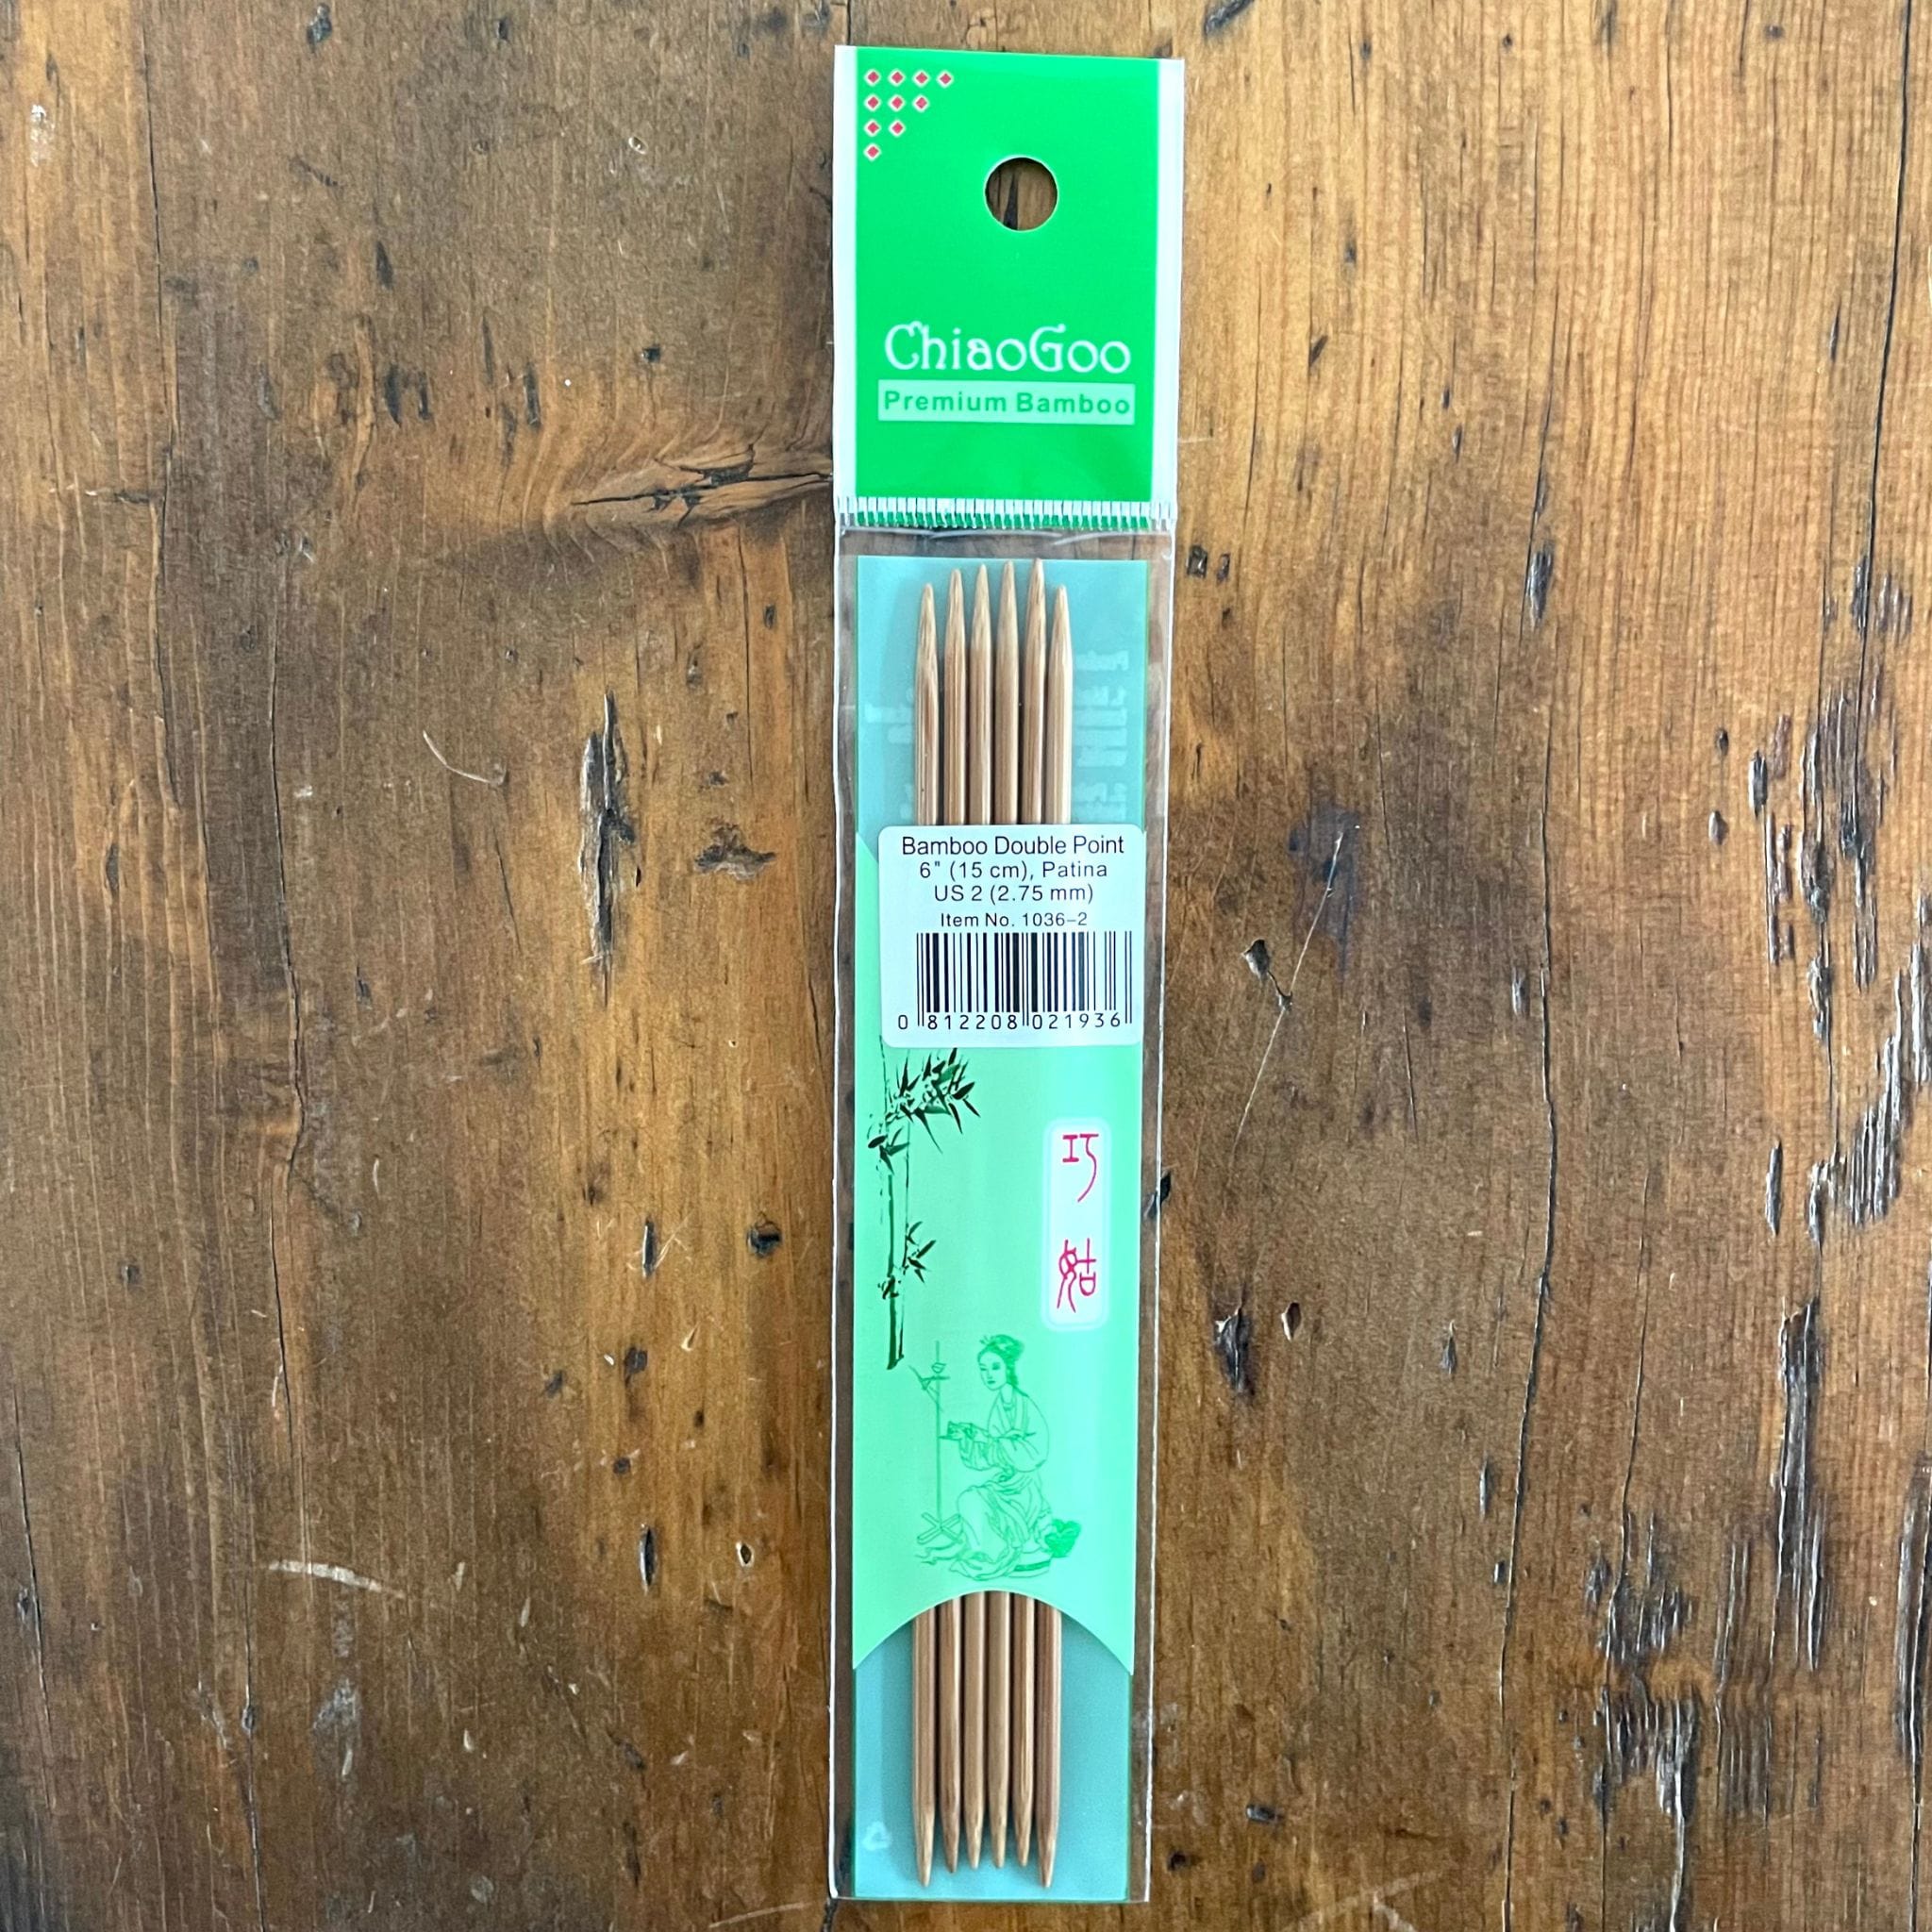 ChiaoGoo
Premium Bamboo
Bamboo Double Point
6" (15 cm), Patina
US 2 (2.75 mm)
Item No. 1036-2
0 812208 021936
巧
姑